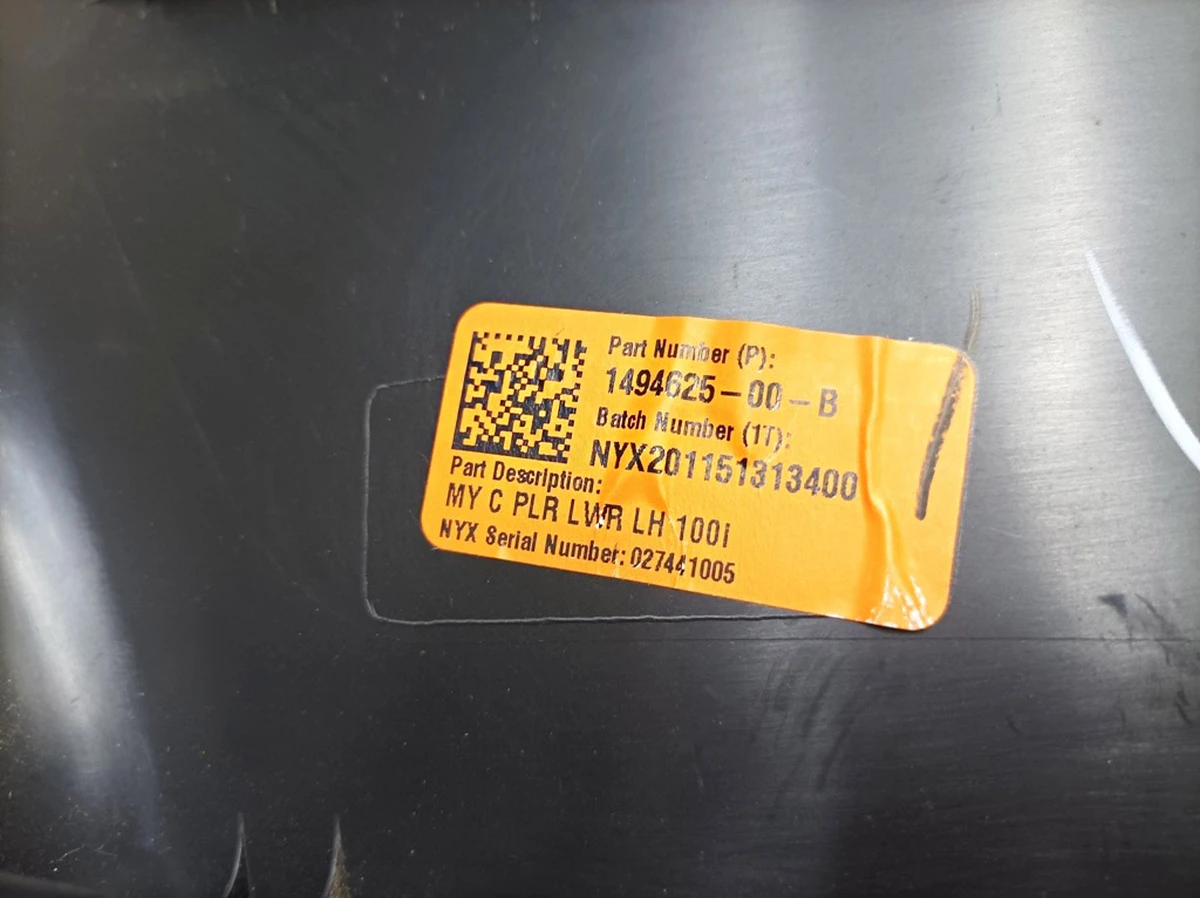 Part Number (P):
1494625-00-B
Batch Number (1T):
NYX201151313400
Part Description:
MY C PLR LWR LH 100I
NYX Serial Number: 027441005